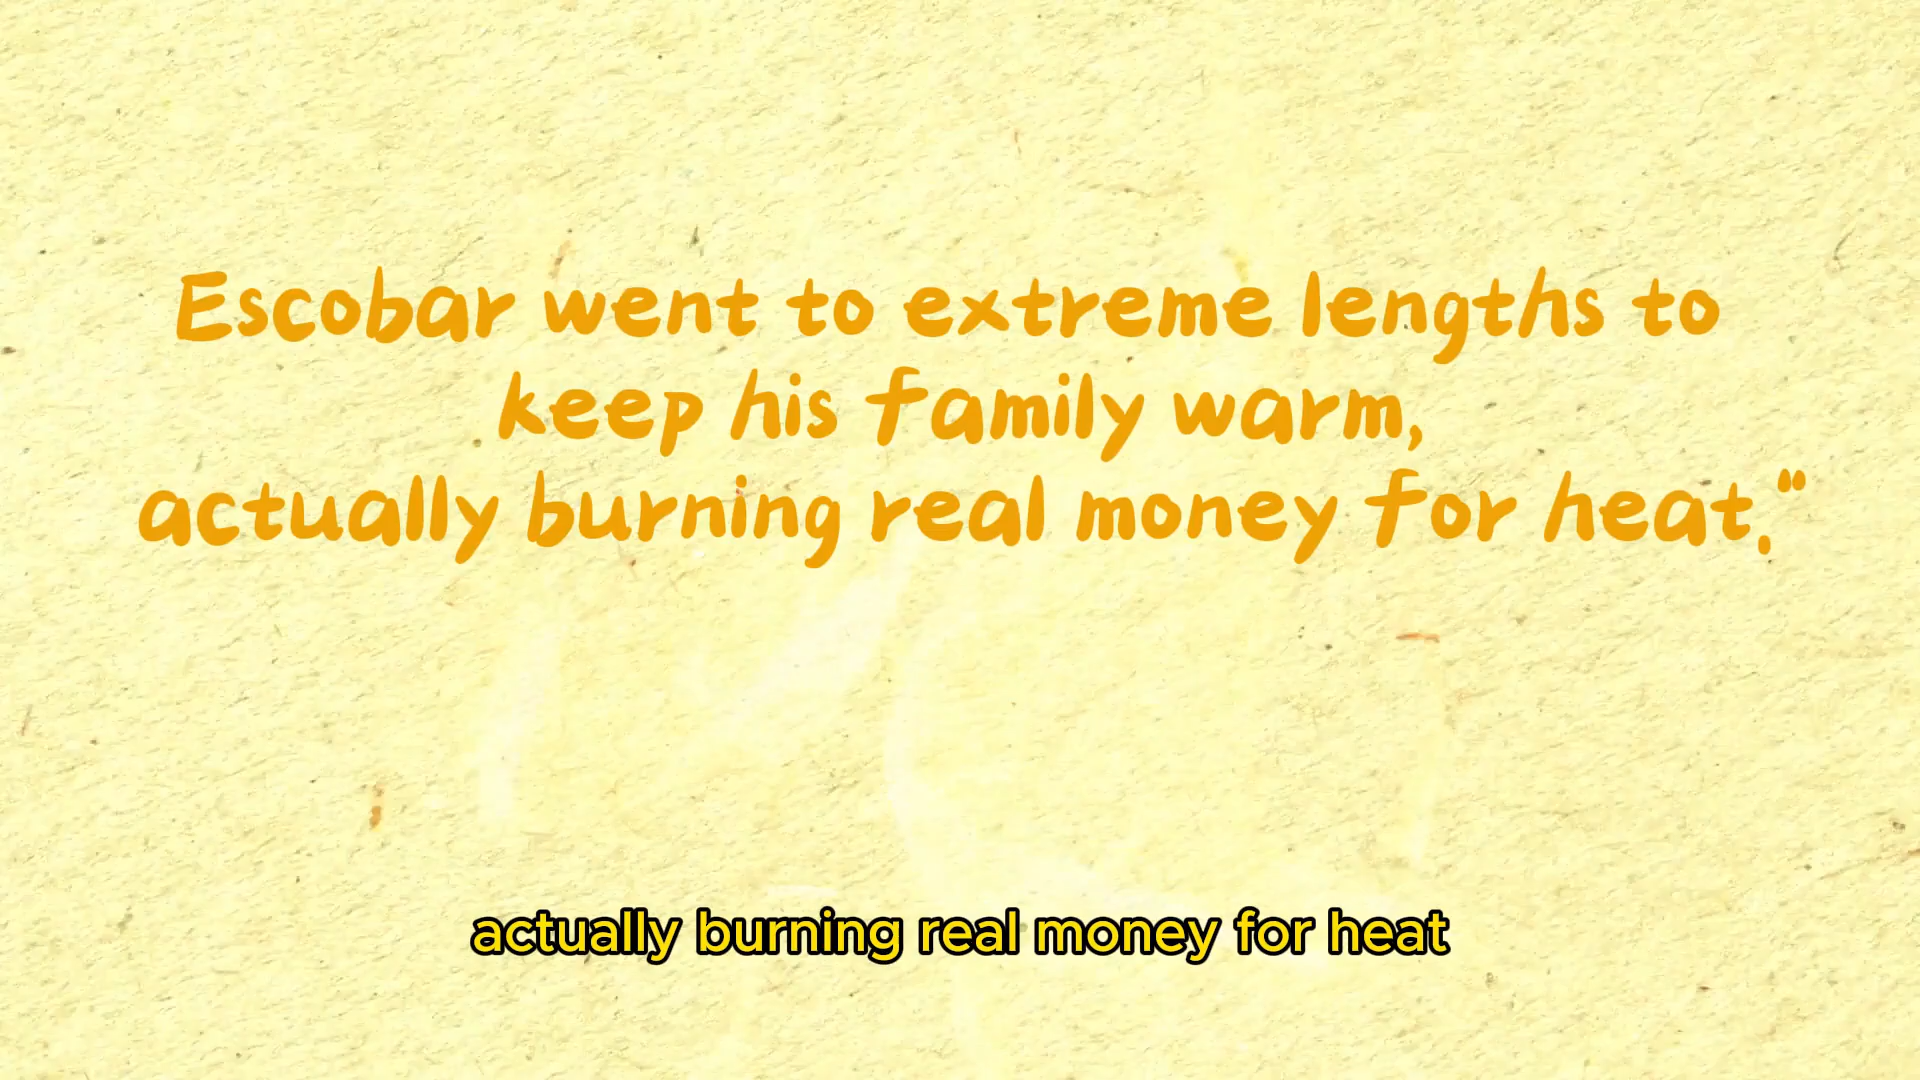 Escobar went to extreme lengths to
keep his family warm,
actually burning real money for heat."
actually burning real money for heat